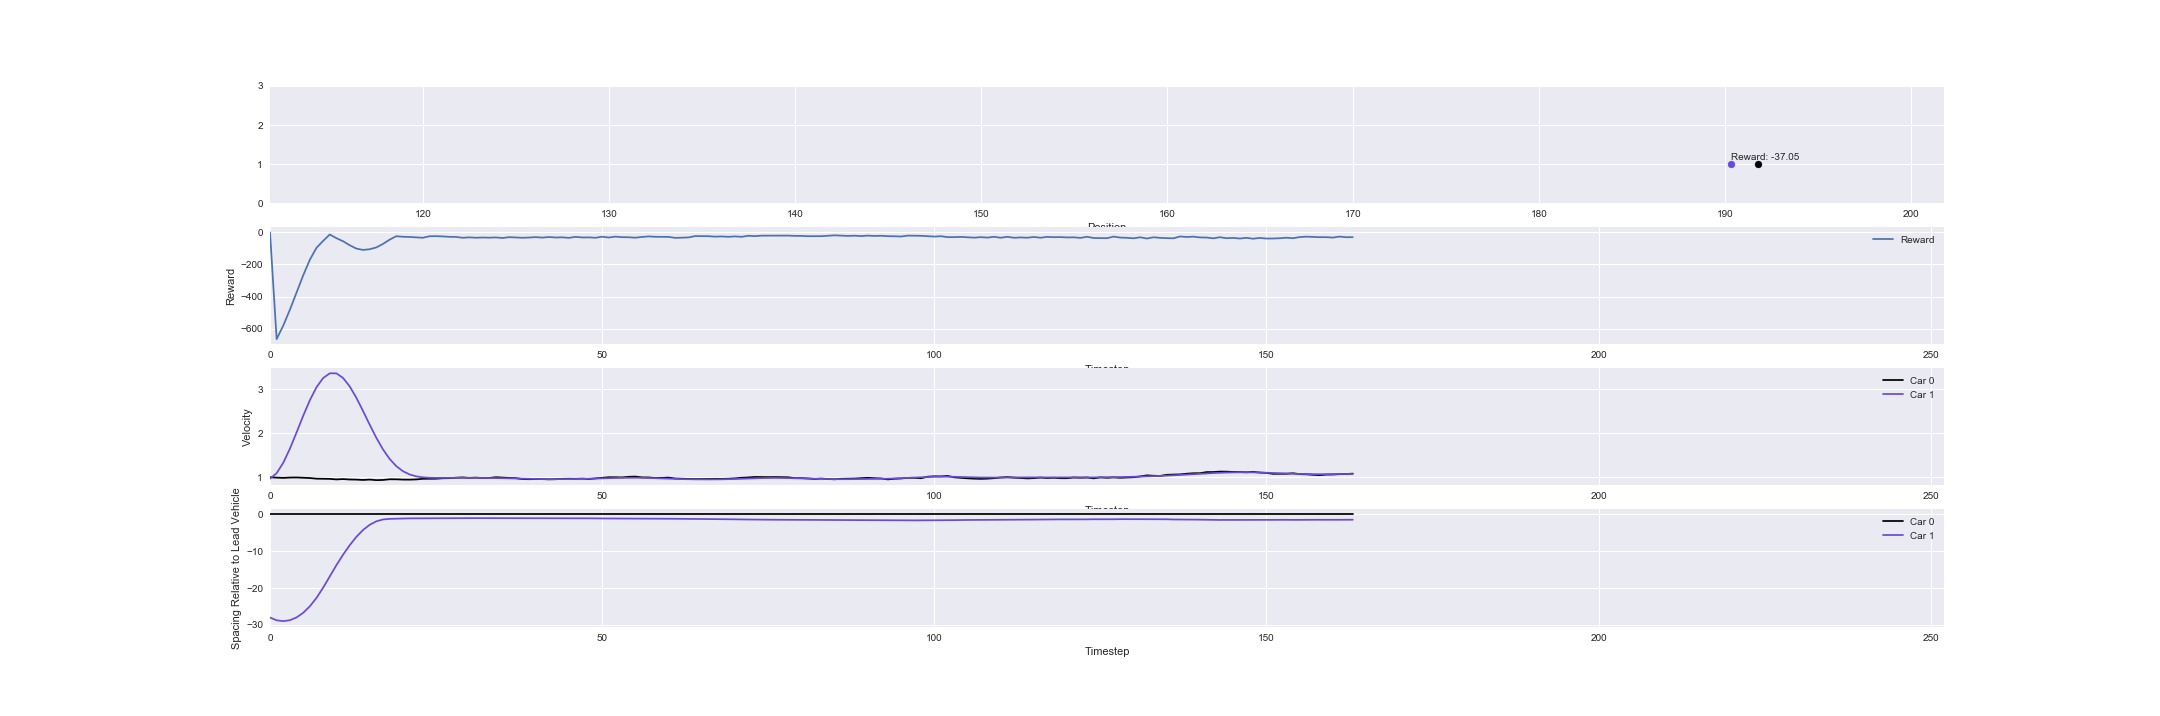 3
2
1
0
Reward: -37.05
120 130 140 150 160 170 180 190 200
Position
Reward
0
−200
−400
−600
Reward
0 50 100 150 200 250
Timestep
Velocity
3
2
1
Car 0
Car 1
0 50 100 150 200 250
Timestep
Spacing Relative to Lead Vehicle
0
−10
−20
−30
Car 0
Car 1
0 50 100 150 200 250
Timestep